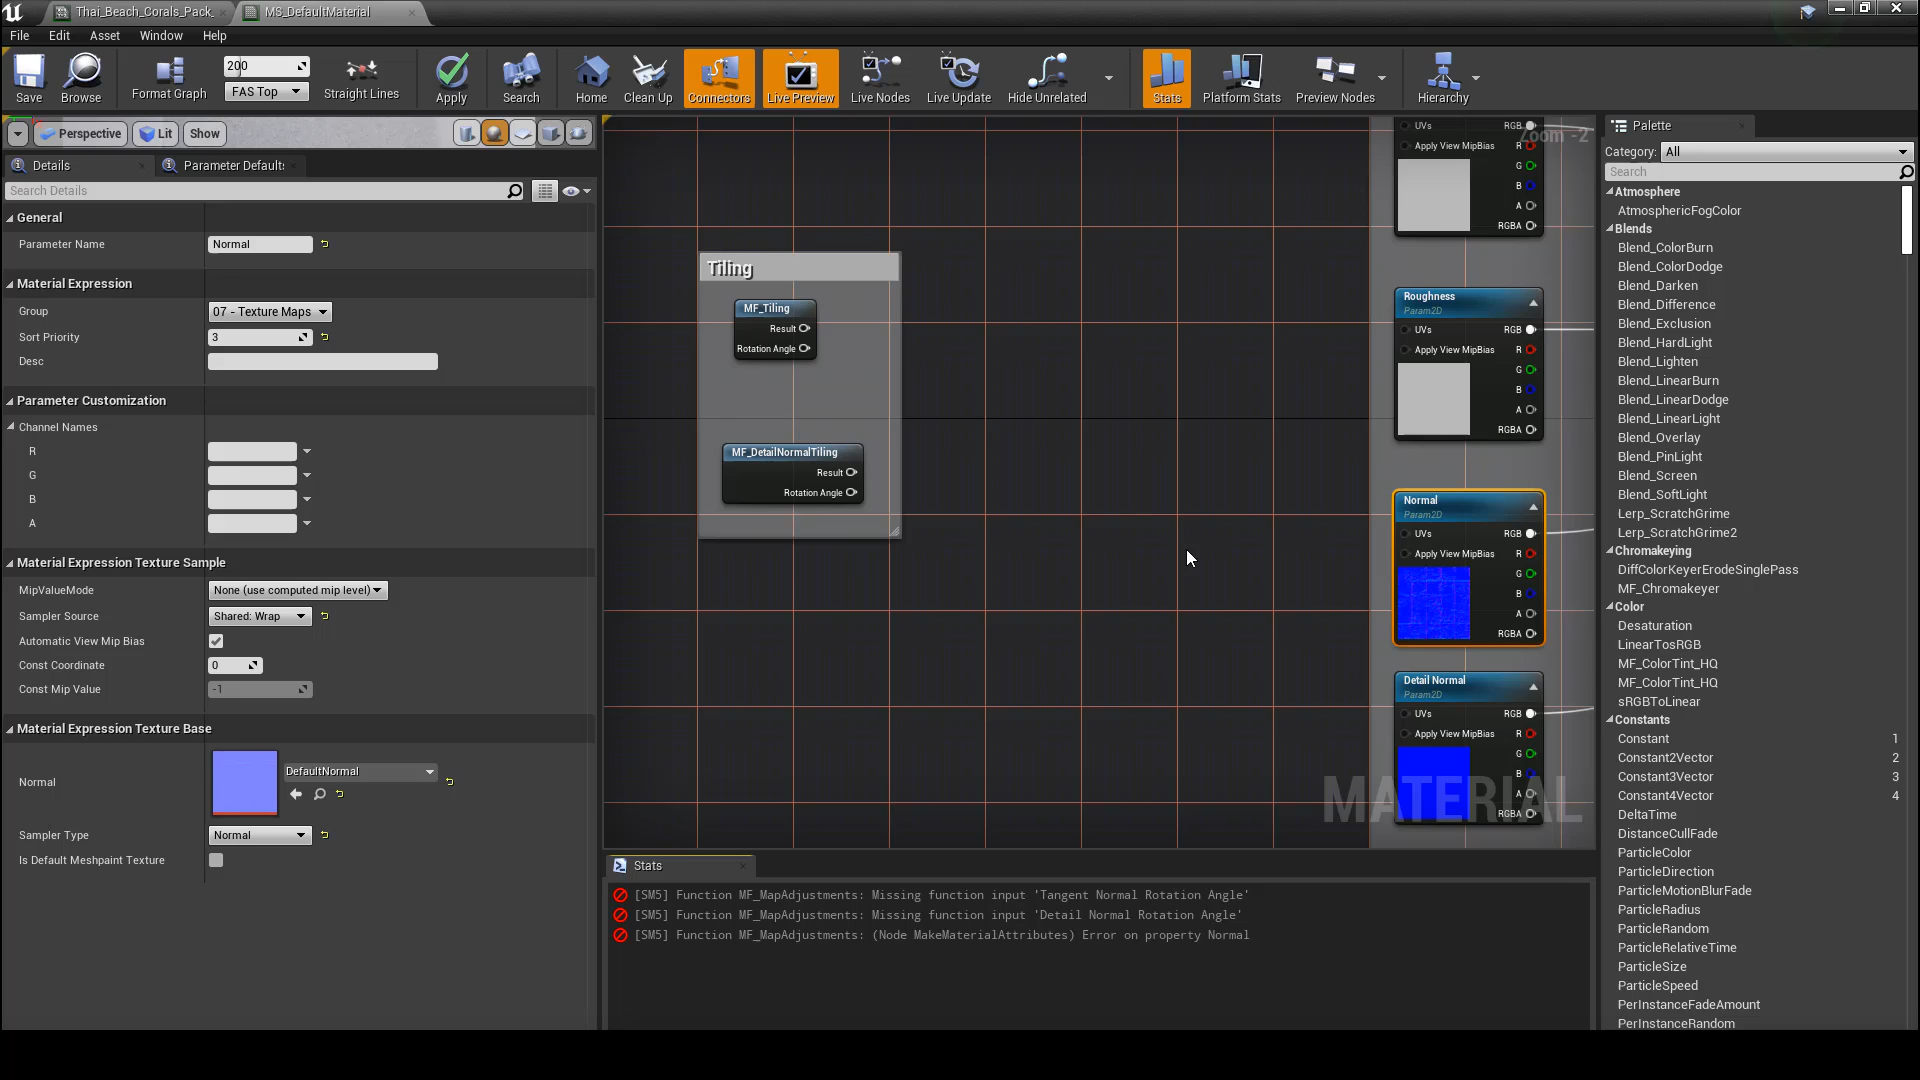 Thai_Beach_Corals_Pack_
MS_DefaultMaterial
File Edit Asset Window Help
Save
Browse
Format Graph
200
FAS Top
Straight Lines
Apply
Search
Home
Clean Up
Connectors
Live Preview
Live Nodes
Live Update
Hide Unrelated
Stats
Platform Stats
Preview Nodes
Hierarchy
Perspective
Lit
Show
Details
Parameter Default:
Search Details
General
Parameter Name
Normal
Material Expression
Group
07 - Texture Maps
Sort Priority
3
Desc
Parameter Customization
Channel Names
R
G
B
A
Material Expression Texture Sample
MipValueMode
None (use computed mip level)
Sampler Source
Shared: Wrap
Automatic View Mip Bias
Const Coordinate
0
Const Mip Value
-1
Material Expression Texture Base
Normal
DefaultNormal
Sampler Type
Normal
Is Default Meshpaint Texture
Tiling
MF_Tiling
Result
Rotation Angle
MF_DetailNormalTiling
Result
Rotation Angle
Zoom -2
UVs RGB
Apply View MipBias R
G
B
A
RGBA
Roughness
Param2D
UVs RGB
Apply View MipBias R
G
B
A
RGBA
Normal
Param2D
UVs RGB
Apply View MipBias R
G
B
A
RGBA
Detail Normal
Param2D
UVs RGB
Apply View MipBias R
G
B
A
RGBA
MATERIAL
Stats
[SM5] Function MF_MapAdjustments: Missing function input 'Tangent Normal Rotation Angle'
[SM5] Function MF_MapAdjustments: Missing function input 'Detail Normal Rotation Angle'
[SM5] Function MF_MapAdjustments: (Node MakeMaterialAttributes) Error on property Normal
Palette
Category: All
Search
Atmosphere
AtmosphericFogColor
Blends
Blend_ColorBurn
Blend_ColorDodge
Blend_Darken
Blend_Difference
Blend_Exclusion
Blend_HardLight
Blend_Lighten
Blend_LinearBurn
Blend_LinearDodge
Blend_LinearLight
Blend_Overlay
Blend_PinLight
Blend_Screen
Blend_SoftLight
Lerp_ScratchGrime
Lerp_ScratchGrime2
Chromakeying
DiffColorKeyerErodeSinglePass
MF_Chromakeyer
Color
Desaturation
LinearTosRGB
MF_ColorTint_HQ
MF_ColorTint_HQ
sRGBToLinear
Constants
Constant 1
Constant2Vector 2
Constant3Vector 3
Constant4Vector 4
DeltaTime
DistanceCullFade
ParticleColor
ParticleDirection
ParticleMotionBlurFade
ParticleRadius
ParticleRandom
ParticleRelativeTime
ParticleSize
ParticleSpeed
PerInstanceFadeAmount
PerInstanceRandom